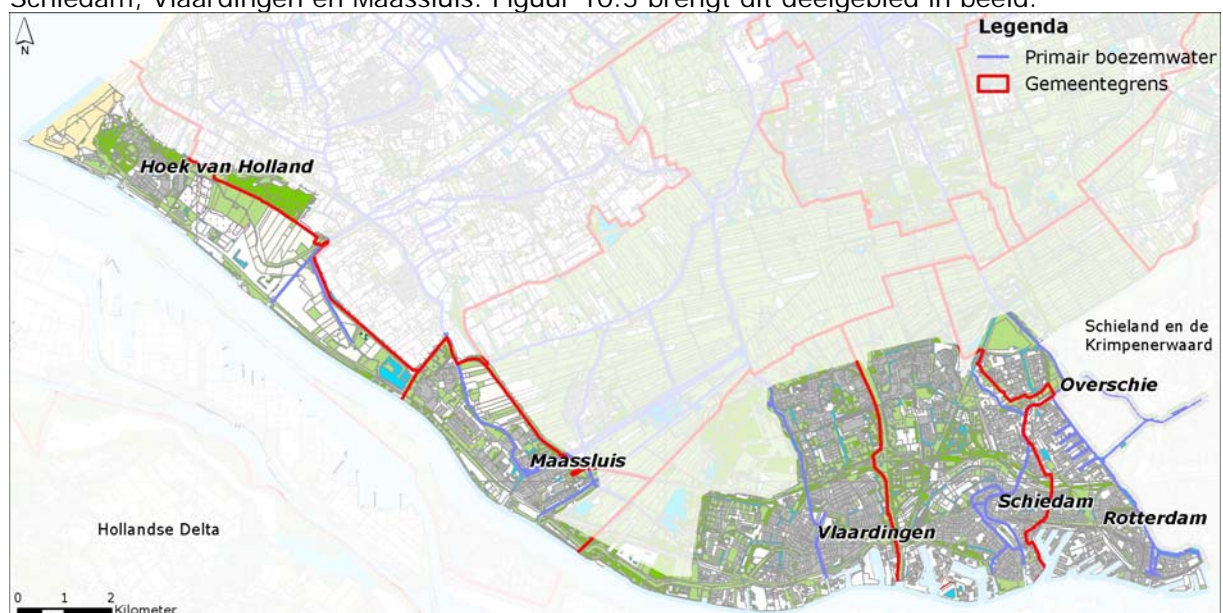 Schiedam, Vlaardingen en Maassluis. Figuur 10.5 brengt dit deelgebied in beeld.
N
Legenda
Primair boezemwater
Gemeentegrens
Hoek van Holland
Schieland en de
Krimpenerwaard
Overschie
Maassluis
Schiedam
Rotterdam
Vlaardingen
Hollandse Delta
0 1 2
Kilometer